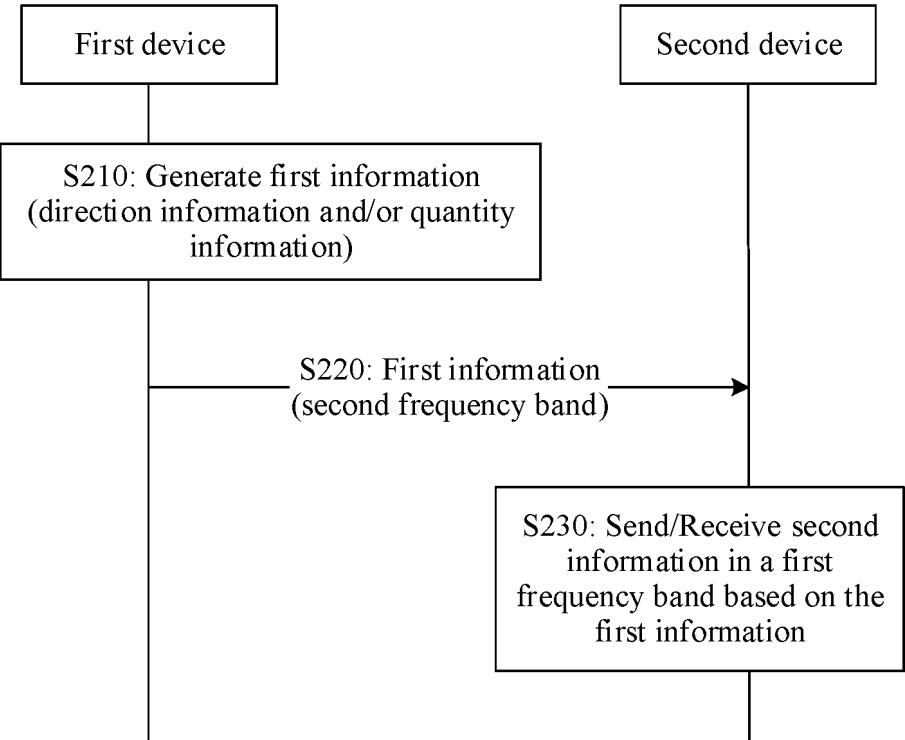 First device
Second device
S210: Generate first information
(direction information and/or quantity
information)
S220: First information
(second frequency band)
S230: Send/Receive second
information in a first
frequency band based on the
first information